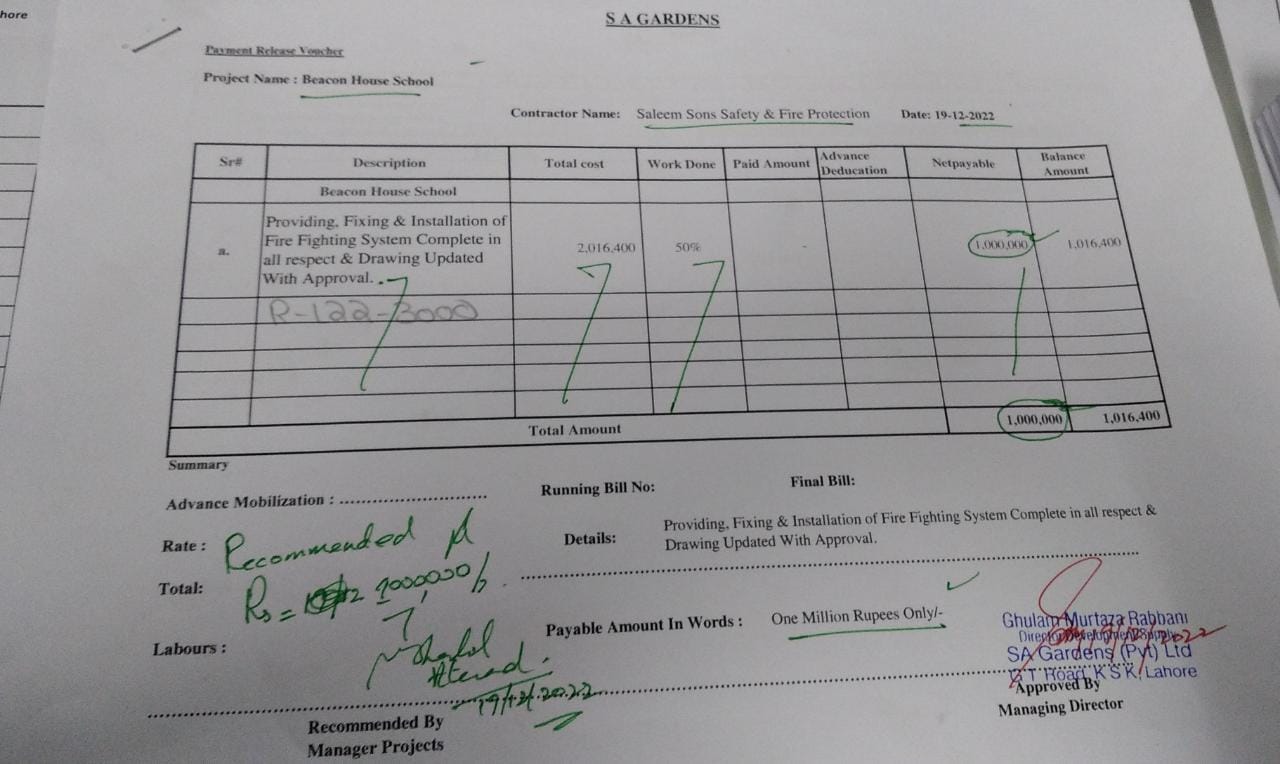 hore
S A GARDENS
Payment Release Voucher
Project Name : Beacon House School
Contractor Name: Saleem Sons Safety & Fire Protection Date: 19-12-2022
Sr# Description Total cost Work Done Paid Amount Advance Deducation Netpayable Balance Amount
Beacon House School
a. Providing, Fixing & Installation of
Fire Fighting System Complete in
all respect & Drawing Updated
With Approval. 2,016,400 50% - 1,000,000 1,016,400
R-122-3000
Total Amount 1,000,000 1,016,400
Summary
Advance Mobilization : Running Bill No: Final Bill:
Rate : Recommended
Details: Providing, Fixing & Installation of Fire Fighting System Complete in all respect &
Drawing Updated With Approval.
Total: Rs = 1000000/
Payable Amount In Words : One Million Rupees Only/-
Labours :
19/12/2022
Ghulam Murtaza Rabbani
Director Development & Supply
SA Gardens (Pvt) Ltd
G T Road, K S K, Lahore
Recommended By
Manager Projects
Approved By
Managing Director